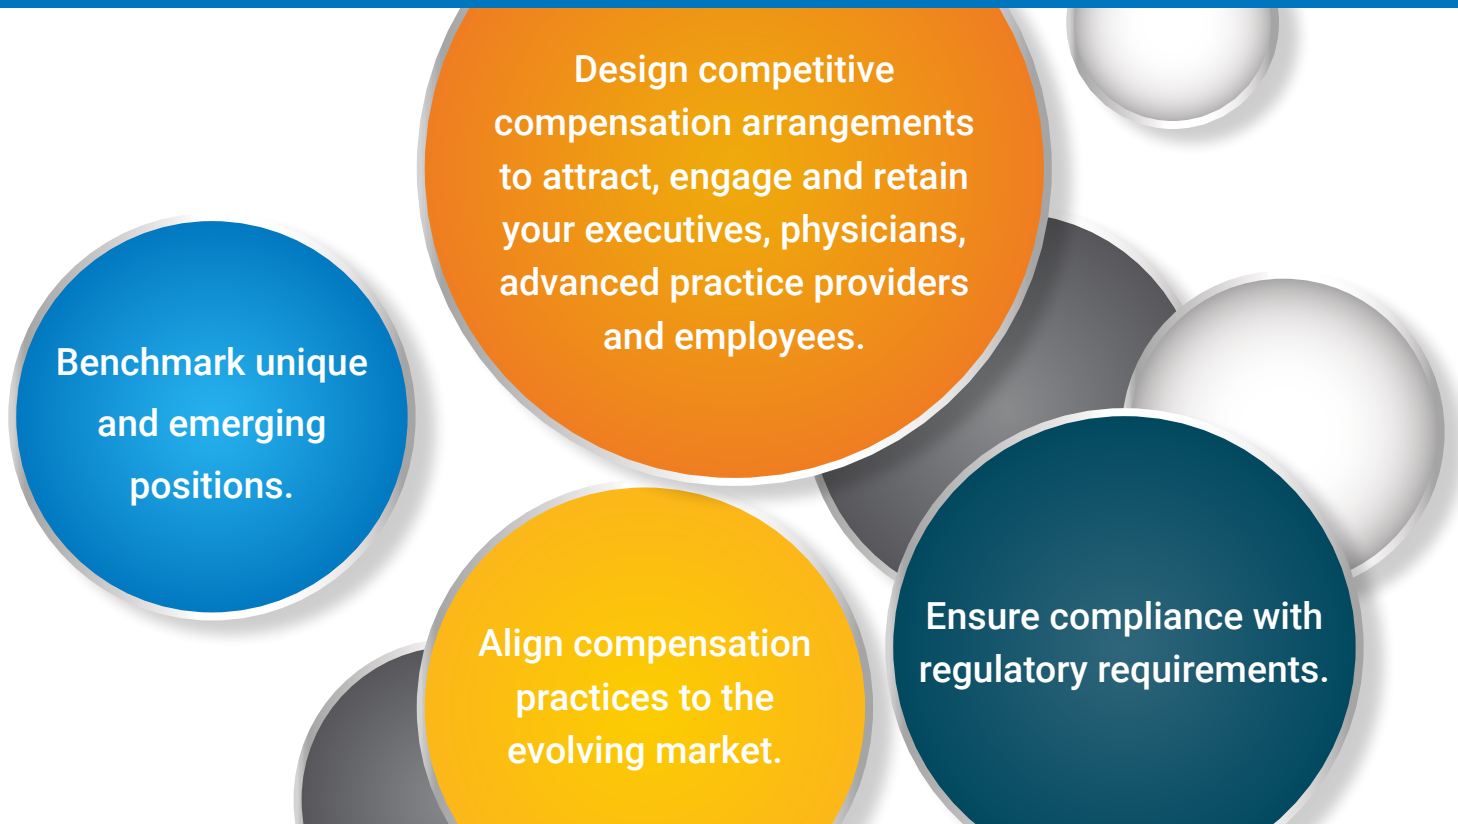 Design competitive
compensation arrangements
to attract, engage and retain
your executives, physicians,
advanced practice providers
and employees.
Benchmark unique
and emerging
positions.
Align compensation
practices to the
evolving market.
Ensure compliance with
regulatory requirements.